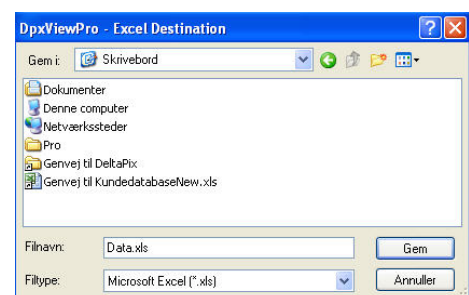 DpxViewPro - Excel Destination
Gem i: Skrivebord
Dokumenter
Denne computer
Netværkssteder
Pro
Genvej til DeltaPix
Genvej til KundedatabaseNew.xls
Filnavn: Data.xls Gem
Filtype: Microsoft Excel (*.xls) Annuller